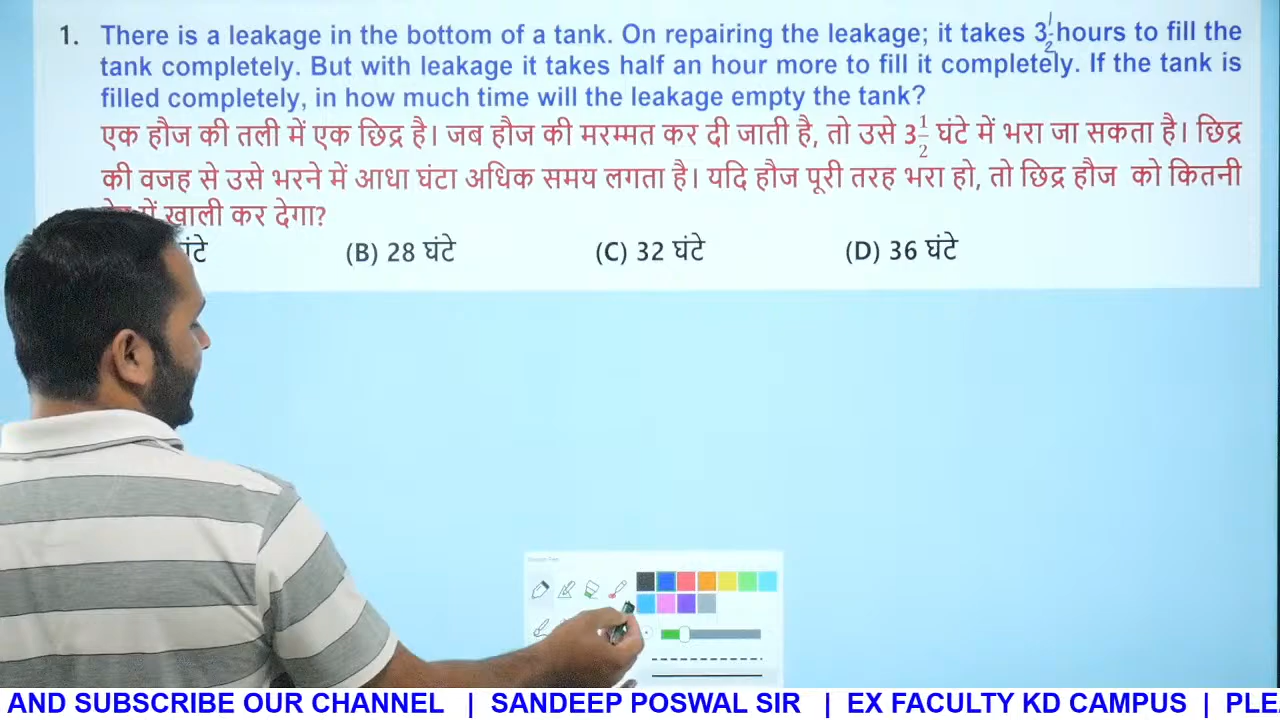 1. There is a leakage in the bottom of a tank. On repairing the leakage; it takes 3 1/2 hours to fill the
tank completely. But with leakage it takes half an hour more to fill it completely. If the tank is
filled completely, in how much time will the leakage empty the tank?
एक हौज की तली में एक छिद्र है। जब हौज की मरम्मत कर दी जाती है, तो उसे 3 1/2 घंटे में भरा जा सकता है। छिद्र
की वजह से उसे भरने में आधा घंटा अधिक समय लगता है। यदि हौज पूरी तरह भरा हो, तो छिद्र हौज को कितनी
में खाली कर देगा?
(B) 28 घंटे (C) 32 घंटे (D) 36 घंटे
AND SUBSCRIBE OUR CHANNEL | SANDEEP POSWAL SIR | EX FACULTY KD CAMPUS |